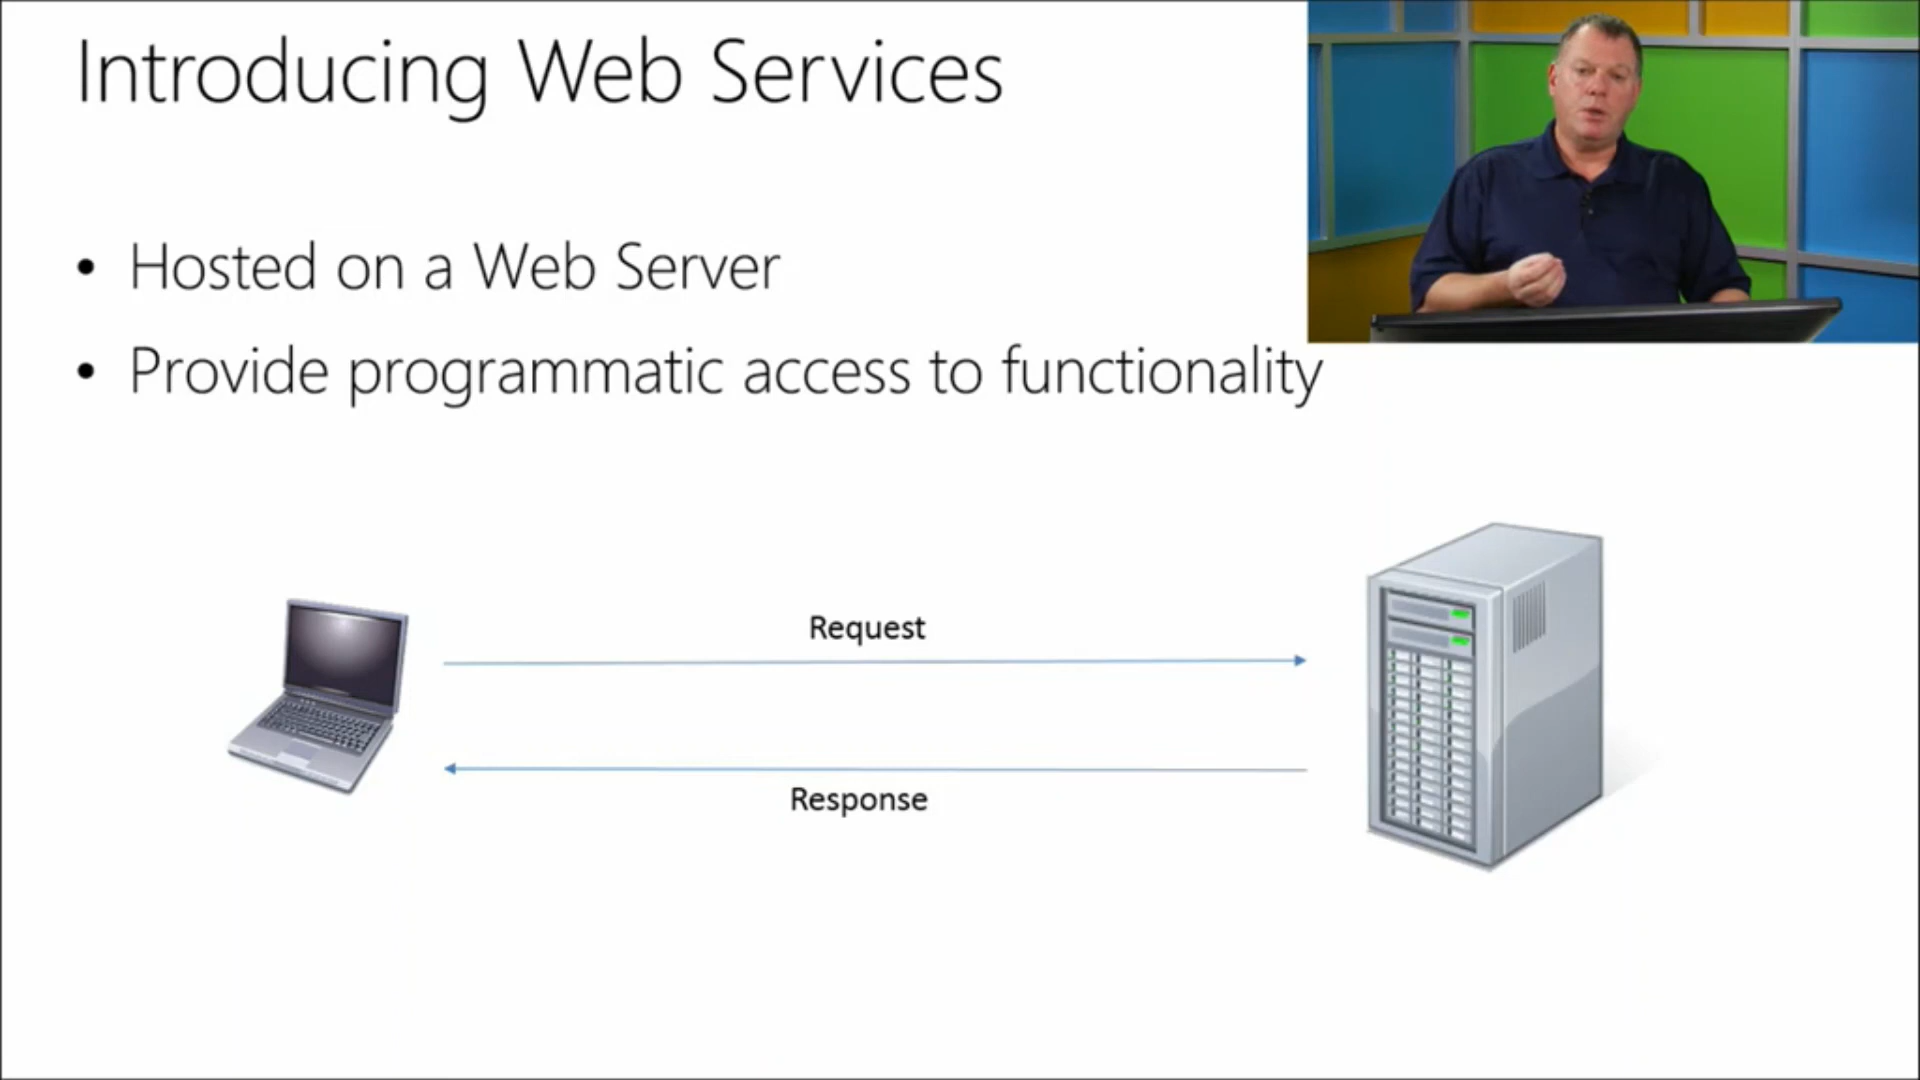 Introducing Web Services
• Hosted on a Web Server
• Provide programmatic access to functionality
Request
Response